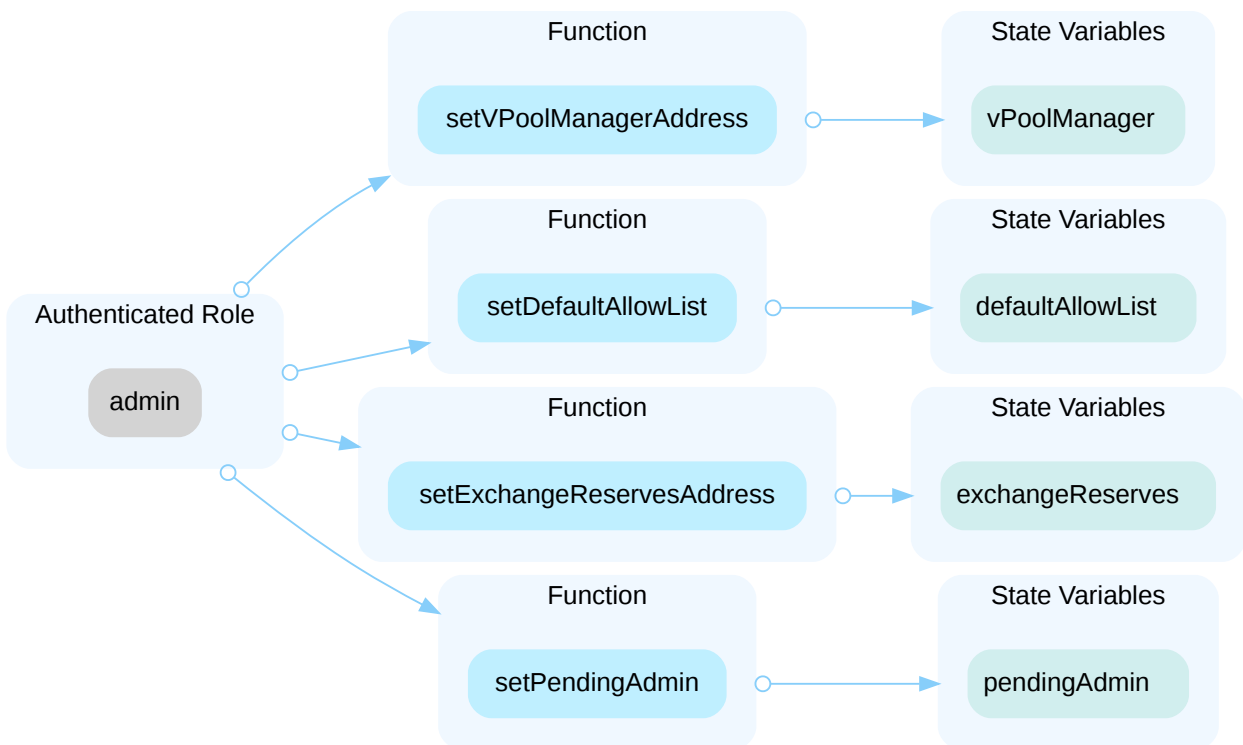 Function
State Variables
setVPoolManagerAddress
vPoolManager
Function
State Variables
setDefaultAllowList
defaultAllowList
Authenticated Role
admin
Function
State Variables
setExchangeReservesAddress
exchangeReserves
Function
State Variables
setPendingAdmin
pendingAdmin